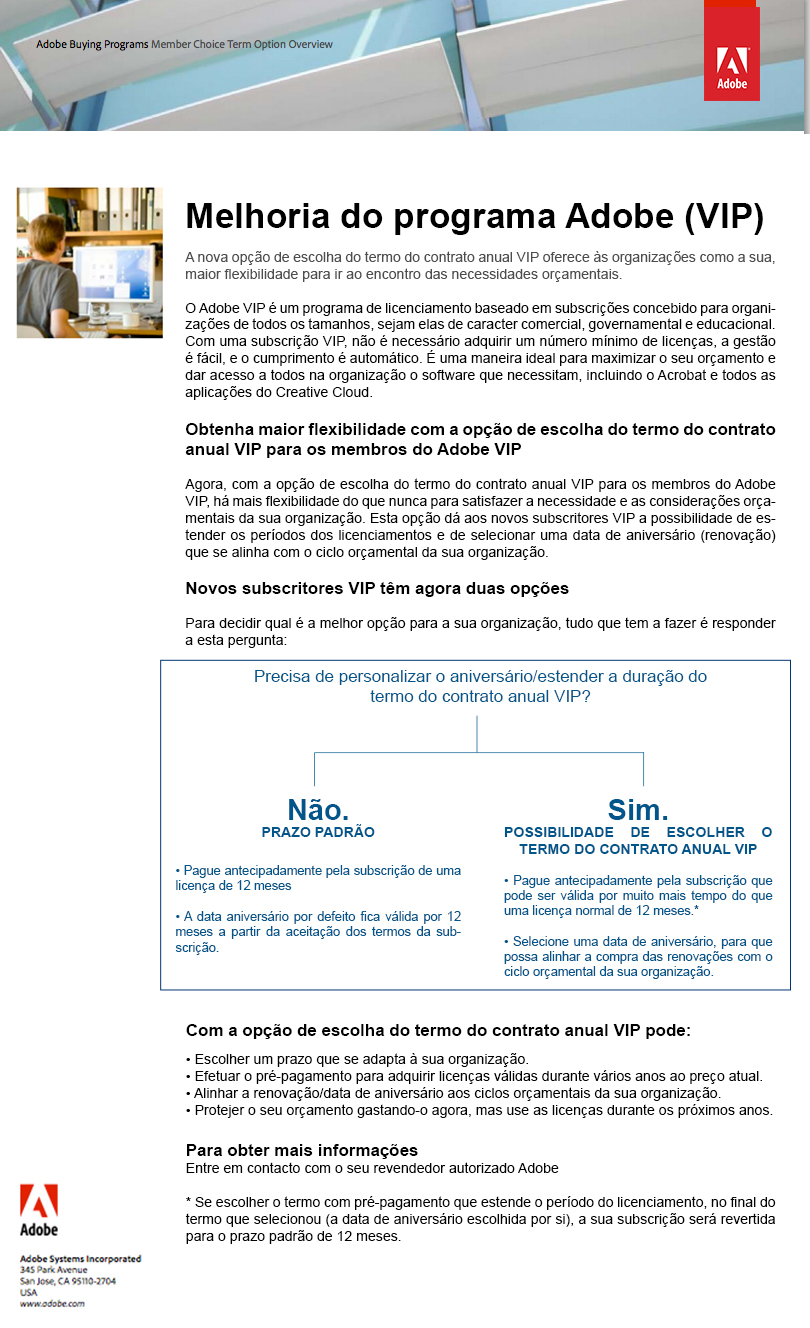 Adobe Buying Programs Member Choice Term Option Overview
Adobe
Melhoria do programa Adobe (VIP)
A nova opção de escolha do termo do contrato anual VIP oferece às organizações como a sua,
maior flexibilidade para ir ao encontro das necessidades orçamentais.
O Adobe VIP é um programa de licenciamento baseado em subscrições concebido para organi-
zações de todos os tamanhos, sejam elas de caracter comercial, governamental e educacional.
Com uma subscrição VIP, não é necessário adquirir um número mínimo de licenças, a gestão
é fácil, e o cumprimento é automático. É uma maneira ideal para maximizar o seu orçamento e
dar acesso a todos na organização o software que necessitam, incluindo o Acrobat e todos as
aplicações do Creative Cloud.
Obtenha maior flexibilidade com a opção de escolha do termo do contrato
anual VIP para os membros do Adobe VIP
Agora, com a opção de escolha do termo do contrato anual VIP para os membros do Adobe
VIP, há mais flexibilidade do que nunca para satisfazer a necessidade e as considerações orça-
mentais da sua organização. Esta opção dá aos novos subscritores VIP a possibilidade de es-
tender os períodos dos licenciamentos e de selecionar uma data de aniversário (renovação)
que se alinha com o ciclo orçamental da sua organização.
Novos subscritores VIP têm agora duas opções
Para decidir qual é a melhor opção para a sua organização, tudo que tem a fazer é responder
a esta pergunta:
Precisa de personalizar o aniversário/estender a duração do
termo do contrato anual VIP?
Não.
PRAZO PADRÃO
• Pague antecipadamente pela subscrição de uma
licença de 12 meses
• A data aniversário por defeito fica válida por 12
meses a partir da aceitação dos termos da sub-
scrição.
Sim.
POSSIBILIDADE DE ESCOLHER O
TERMO DO CONTRATO ANUAL VIP
• Pague antecipadamente pela subscrição que
pode ser válida por muito mais tempo do que
uma licença normal de 12 meses.*
• Selecione uma data de aniversário, para que
possa alinhar a compra das renovações com o
ciclo orçamental da sua organização.
Com a opção de escolha do termo do contrato anual VIP pode:
• Escolher um prazo que se adapta à sua organização.
• Efetuar o pré-pagamento para adquirir licenças válidas durante vários anos ao preço atual.
• Alinhar a renovação/data de aniversário aos ciclos orçamentais da sua organização.
• Protejer o seu orçamento gastando-o agora, mas use as licenças durante os próximos anos.
Para obter mais informações
Entre em contacto com o seu revendedor autorizado Adobe
* Se escolher o termo com pré-pagamento que estende o período do licenciamento, no final do
termo que selecionou (a data de aniversário escolhida por si), a sua subscrição será revertida
para o prazo padrão de 12 meses.
Adobe
Adobe Systems Incorporated
345 Park Avenue
San Jose, CA 95110-2704
USA
www.adobe.com